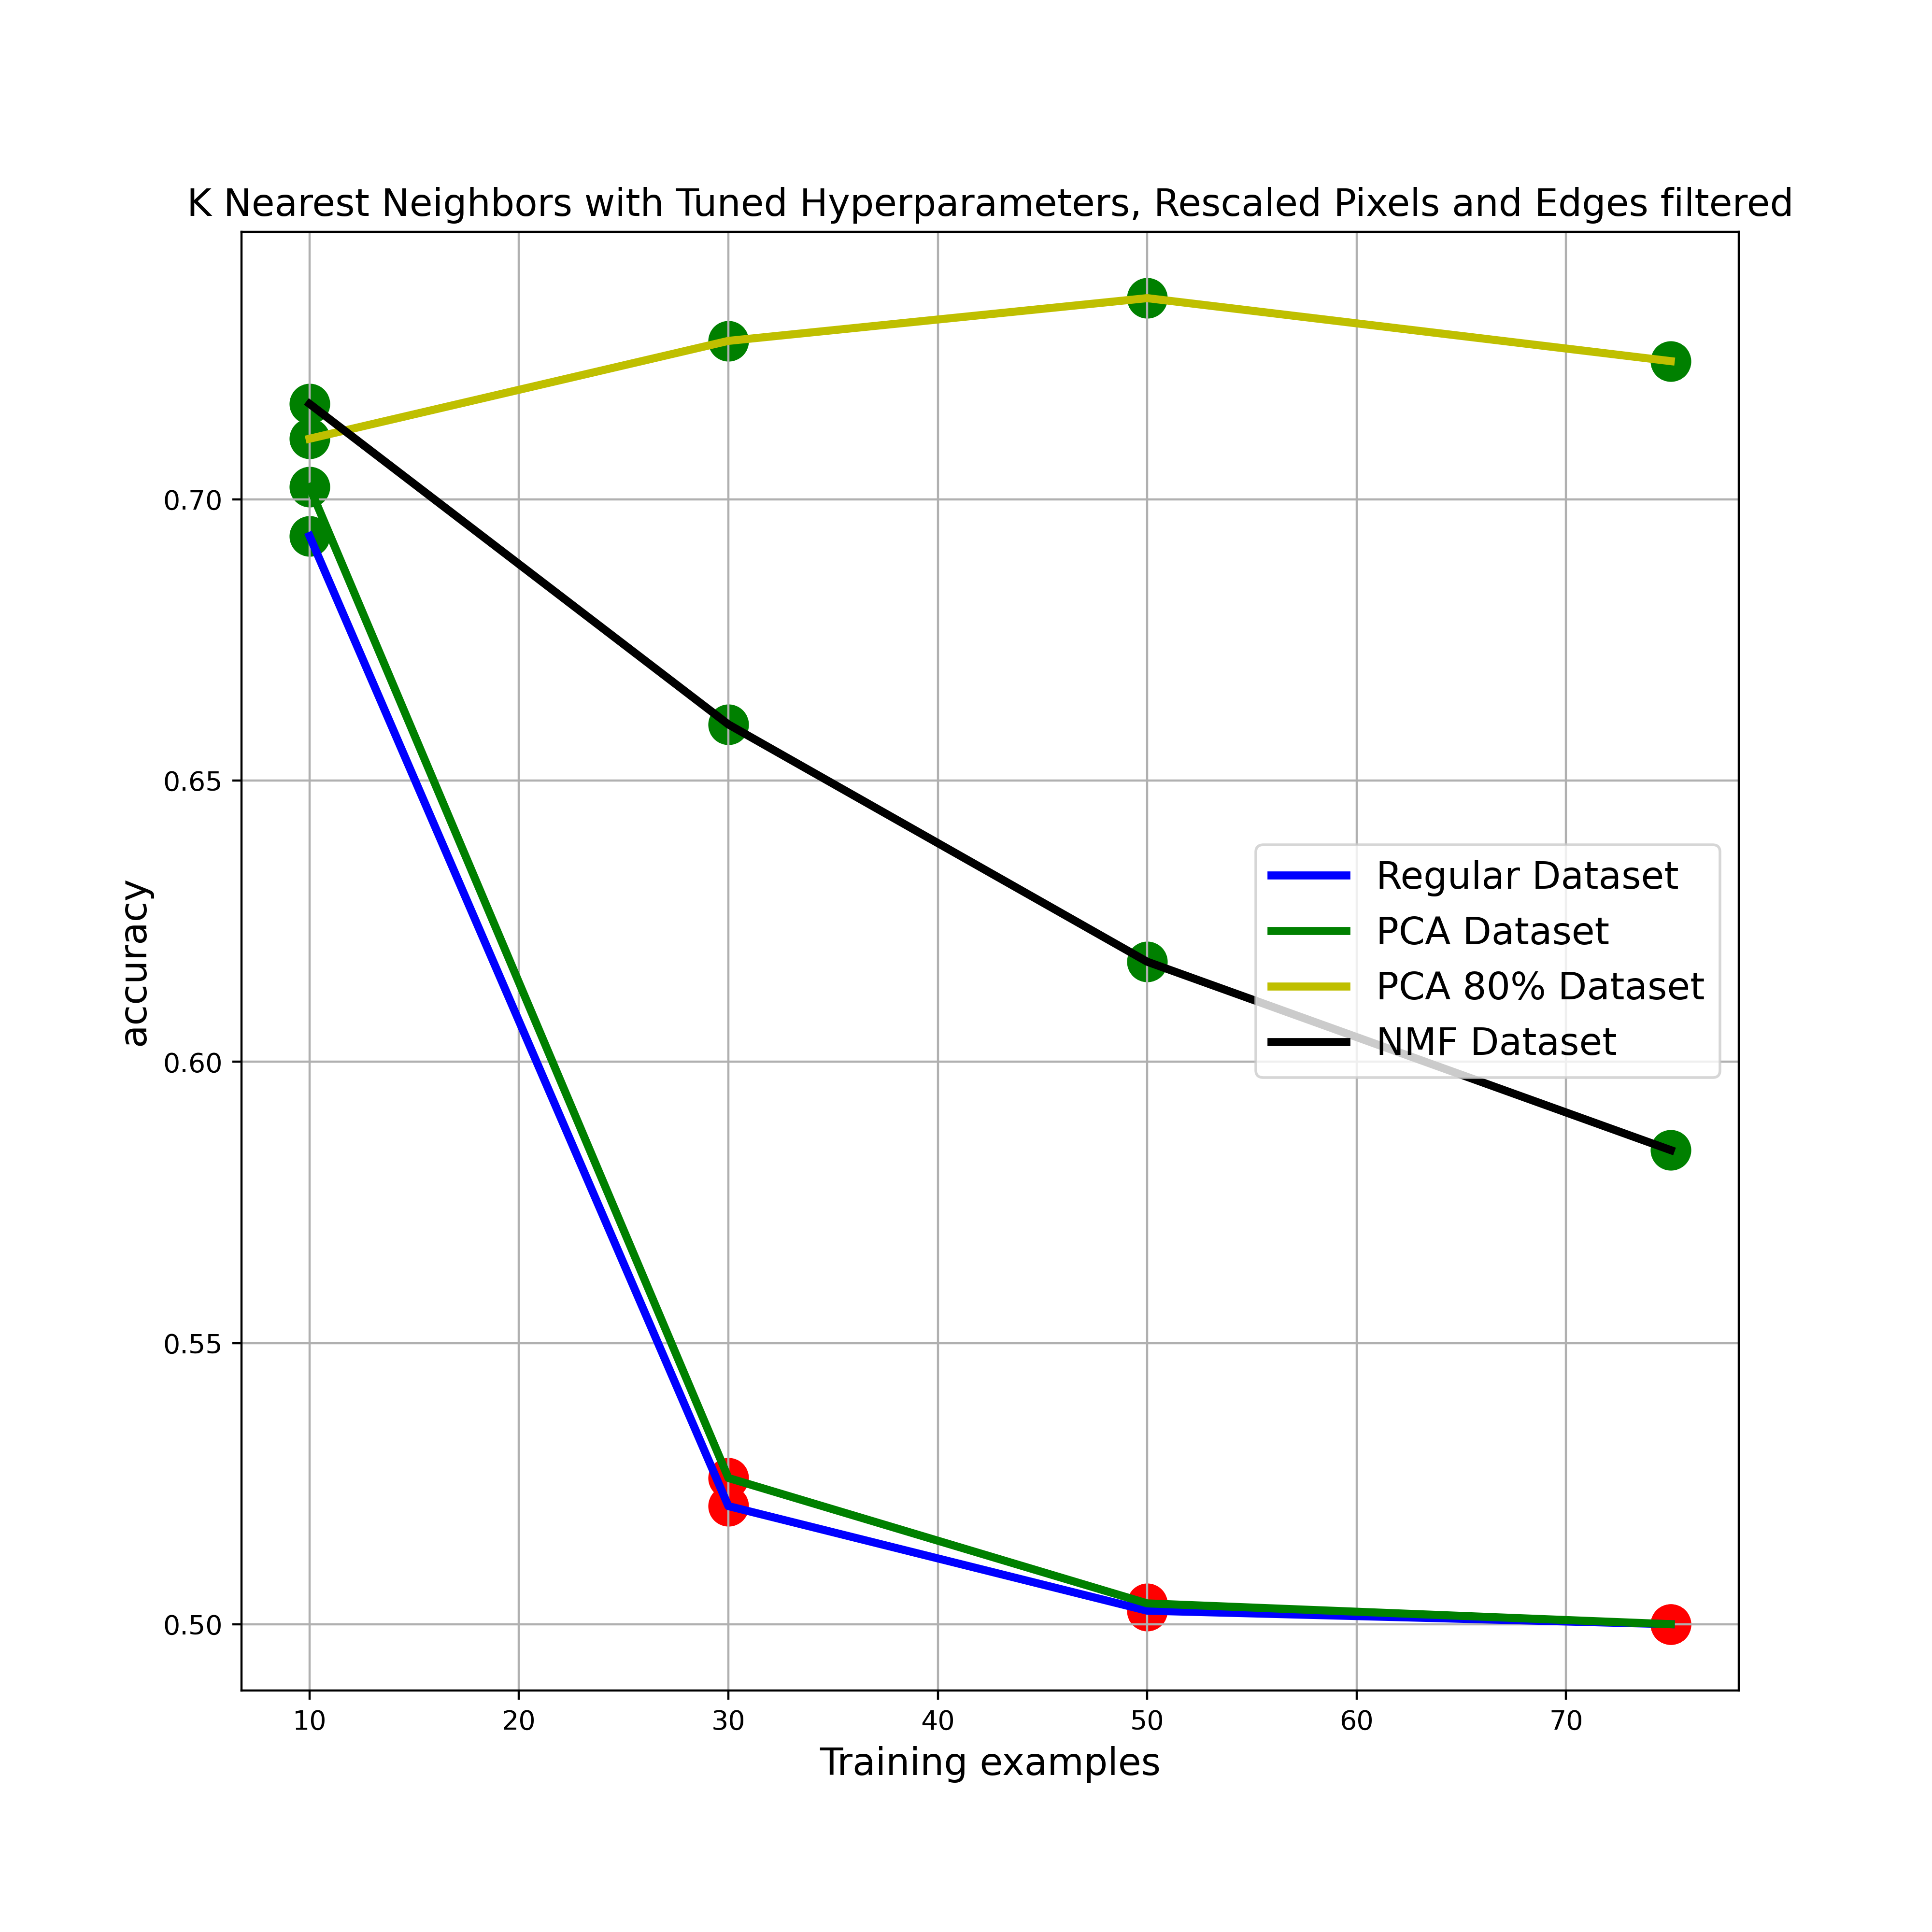 K Nearest Neighbors with Tuned Hyperparameters, Rescaled Pixels and Edges filtered
accuracy
0.70
0.65
0.60
0.55
0.50
Regular Dataset
PCA Dataset
PCA 80% Dataset
NMF Dataset
10 20 30 40 50 60 70
Training examples